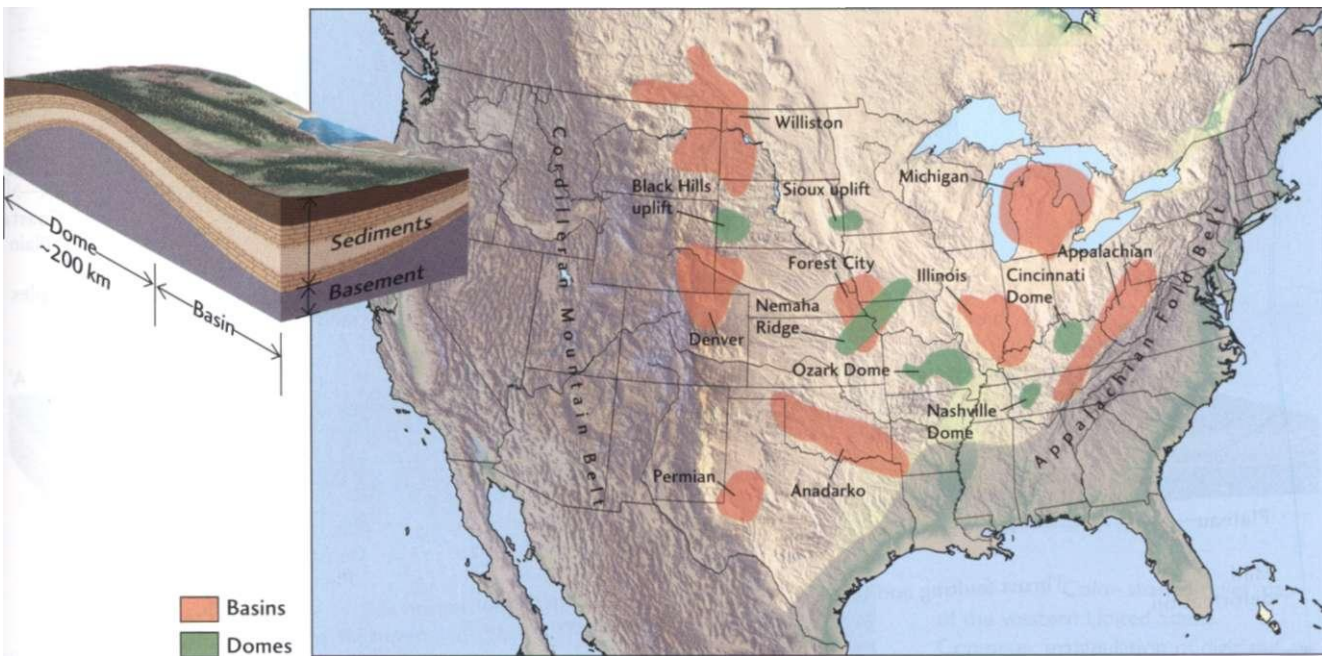 Dome
~200 km
Basin
Sediments
Basement
Cordilleran Mountain Belt
Williston
Black Hills
uplift
Sioux uplift
Michigan
Forest City
Illinois
Cincinnati
Dome
Appalachian
Nemaha
Ridge
Denver
Ozark Dome
Nashville
Dome
Appalachian Fold Belt
Permian
Anadarko
Basins
Domes